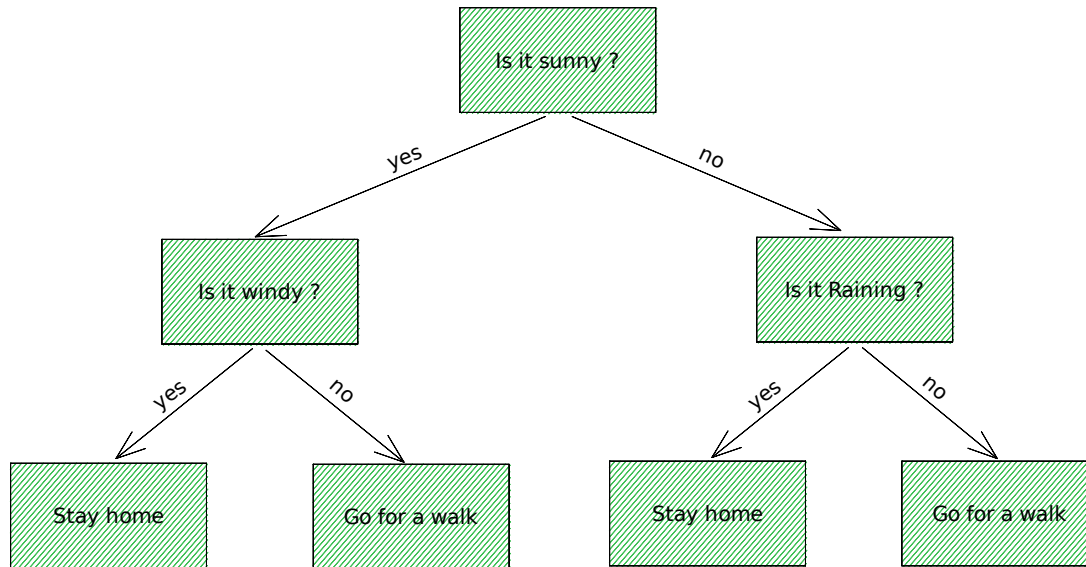 Is it sunny ?
yes
no
Is it windy ?
Is it Raining ?
yes
no
yes
no
Stay home
Go for a walk
Stay home
Go for a walk